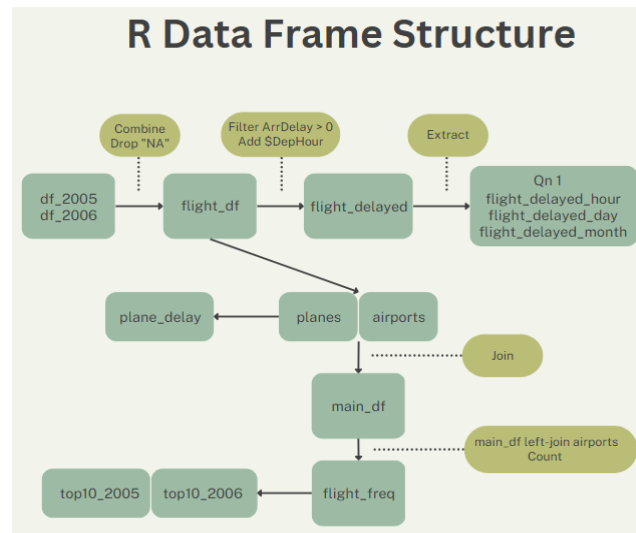 R Data Frame Structure
Combine
Drop "NA"
Filter ArrDelay > 0
Add $DepHour
Extract
df_2005
df_2006
flight_df
flight_delayed
Qn 1
flight_delayed_hour
flight_delayed_day
flight_delayed_month
plane_delay
planes
airports
Join
main_df
main_df left-join airports
Count
top10_2005
top10_2006
flight_freq